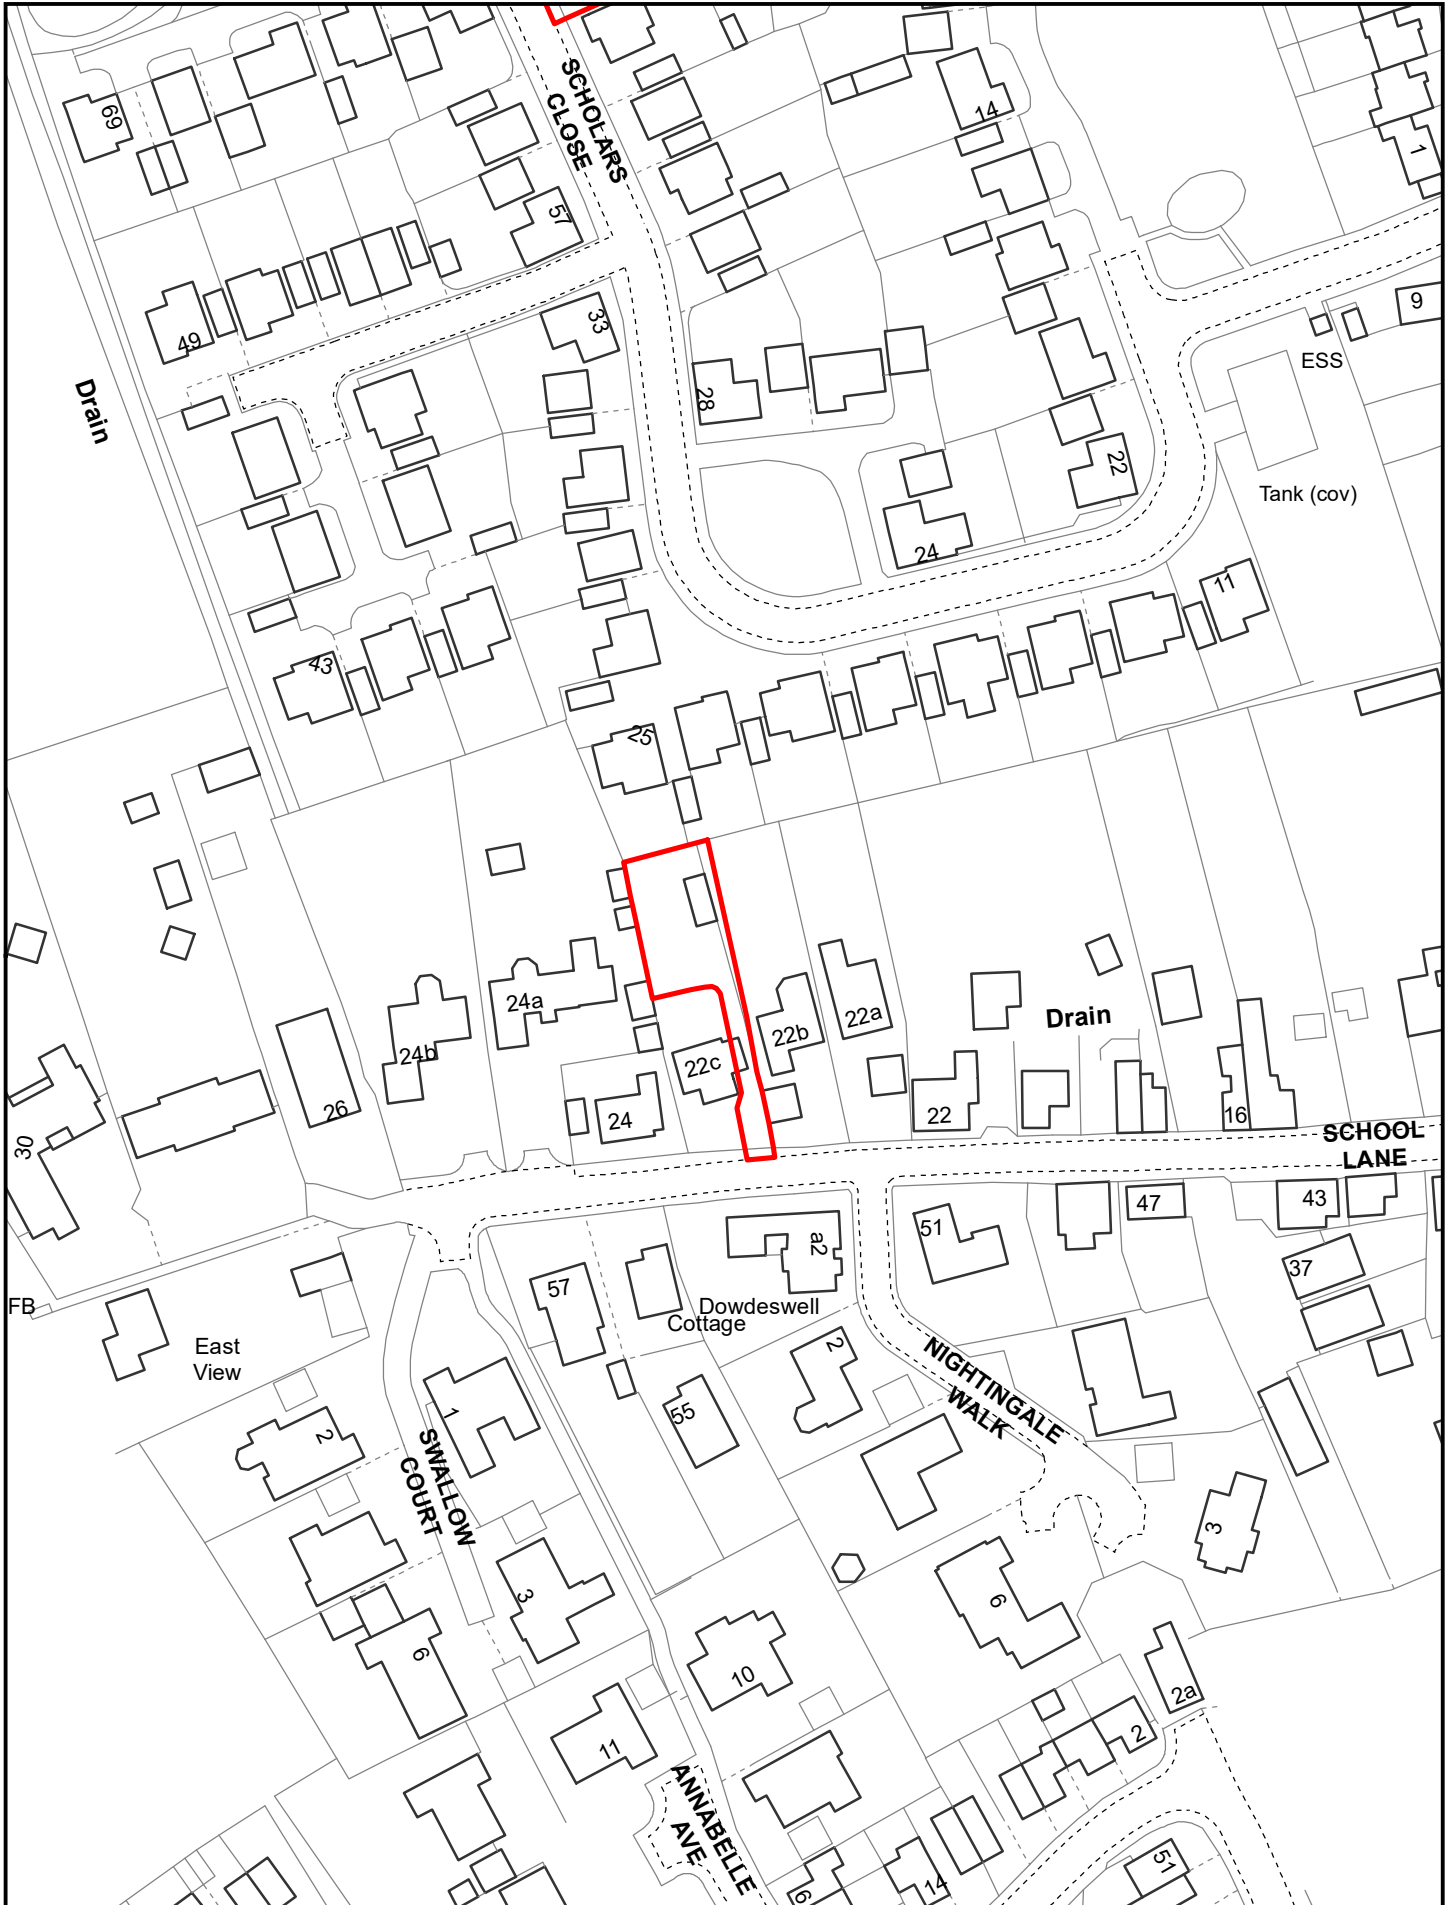 SCHOLARS
CLOSE
69
14
1
57
49
33
9
ESS
Drain
28
22
Tank (cov)
24
11
43
25
24a
22b
22a
Drain
24b
22c
26
24
22
16
30
SCHOOL
LANE
47
43
51
a2
37
57
FB
Dowdeswell
Cottage
East
View
2
NIGHTINGALE
WALK
1
55
2
SWALLOW
COURT
3
3
6
6
10
2a
11
2
ANNABELLE
AVE
51
14
6